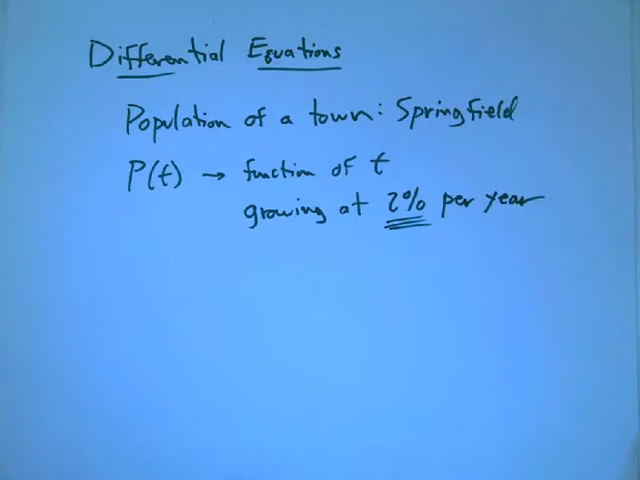 Differential Equations
Population of a town: Springfield
P(t) → function of t
growing at 2% per year